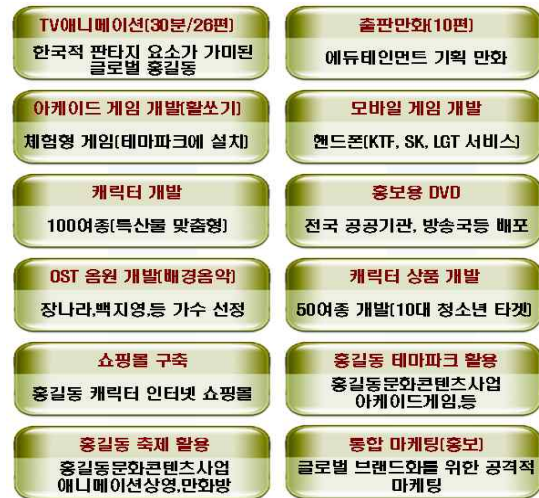 TV애니메이션(30분/26편)
한국적 판타지 요소가 가미된
글로벌 홍길동
출판만화(10편)
에듀테인먼트 기획 만화
아케이드 게임 개발(활쏘기)
체험형 게임(테마파크에 설치)
모바일 게임 개발
핸드폰(KTF, SK, LGT 서비스)
캐릭터 개발
100여종(특산물 맞춤형)
홍보용 DVD
전국 공공기관, 방송국등 배포
OST 음원 개발(배경음악)
장나라,백지영,등 가수 선정
캐릭터 상품 개발
50여종 개발(10대 청소년 타겟)
쇼핑몰 구축
홍길동 캐릭터 인터넷 쇼핑몰
홍길동 테마파크 활용
홍길동문화콘텐츠사업
아케이드게임,등
홍길동 축제 활용
홍길동문화콘텐츠사업
애니메이션상영,만화방
통합 마케팅(홍보)
글로벌 브랜드화를 위한 공격적
마케팅